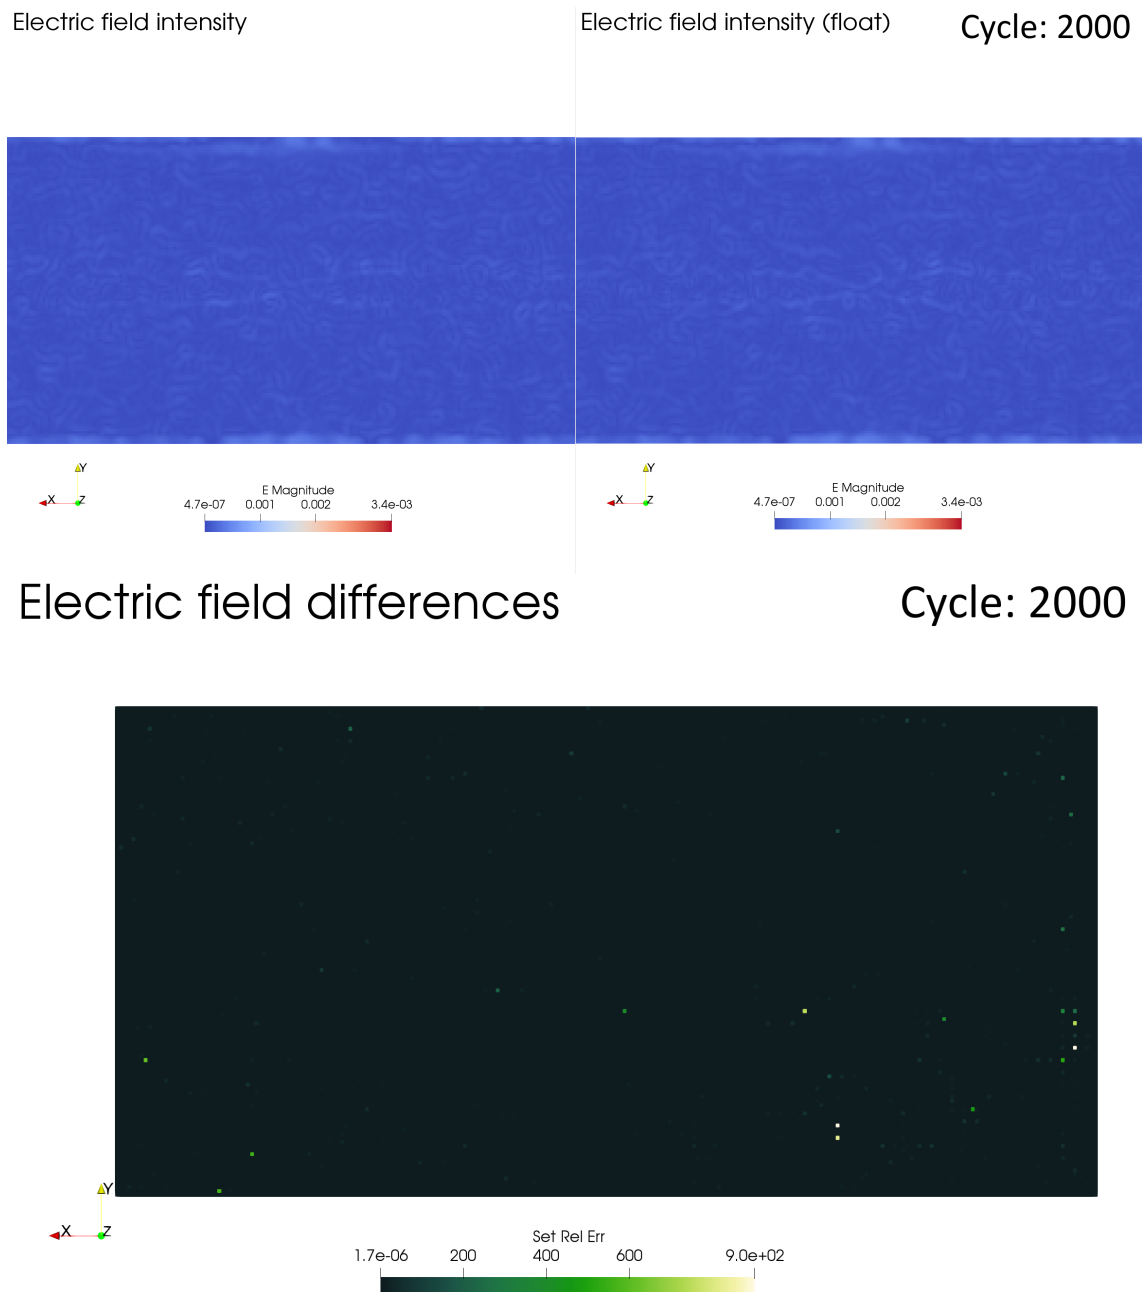 Electric field intensity
Electric field intensity (float)
Cycle: 2000
Y
X
Z
E Magnitude
4.7e-07 0.001 0.002 3.4e-03
Y
X
Z
E Magnitude
4.7e-07 0.001 0.002 3.4e-03
Electric field differences
Cycle: 2000
Y
X
Z
Set Rel Err
1.7e-06 200 400 600 9.0e+02